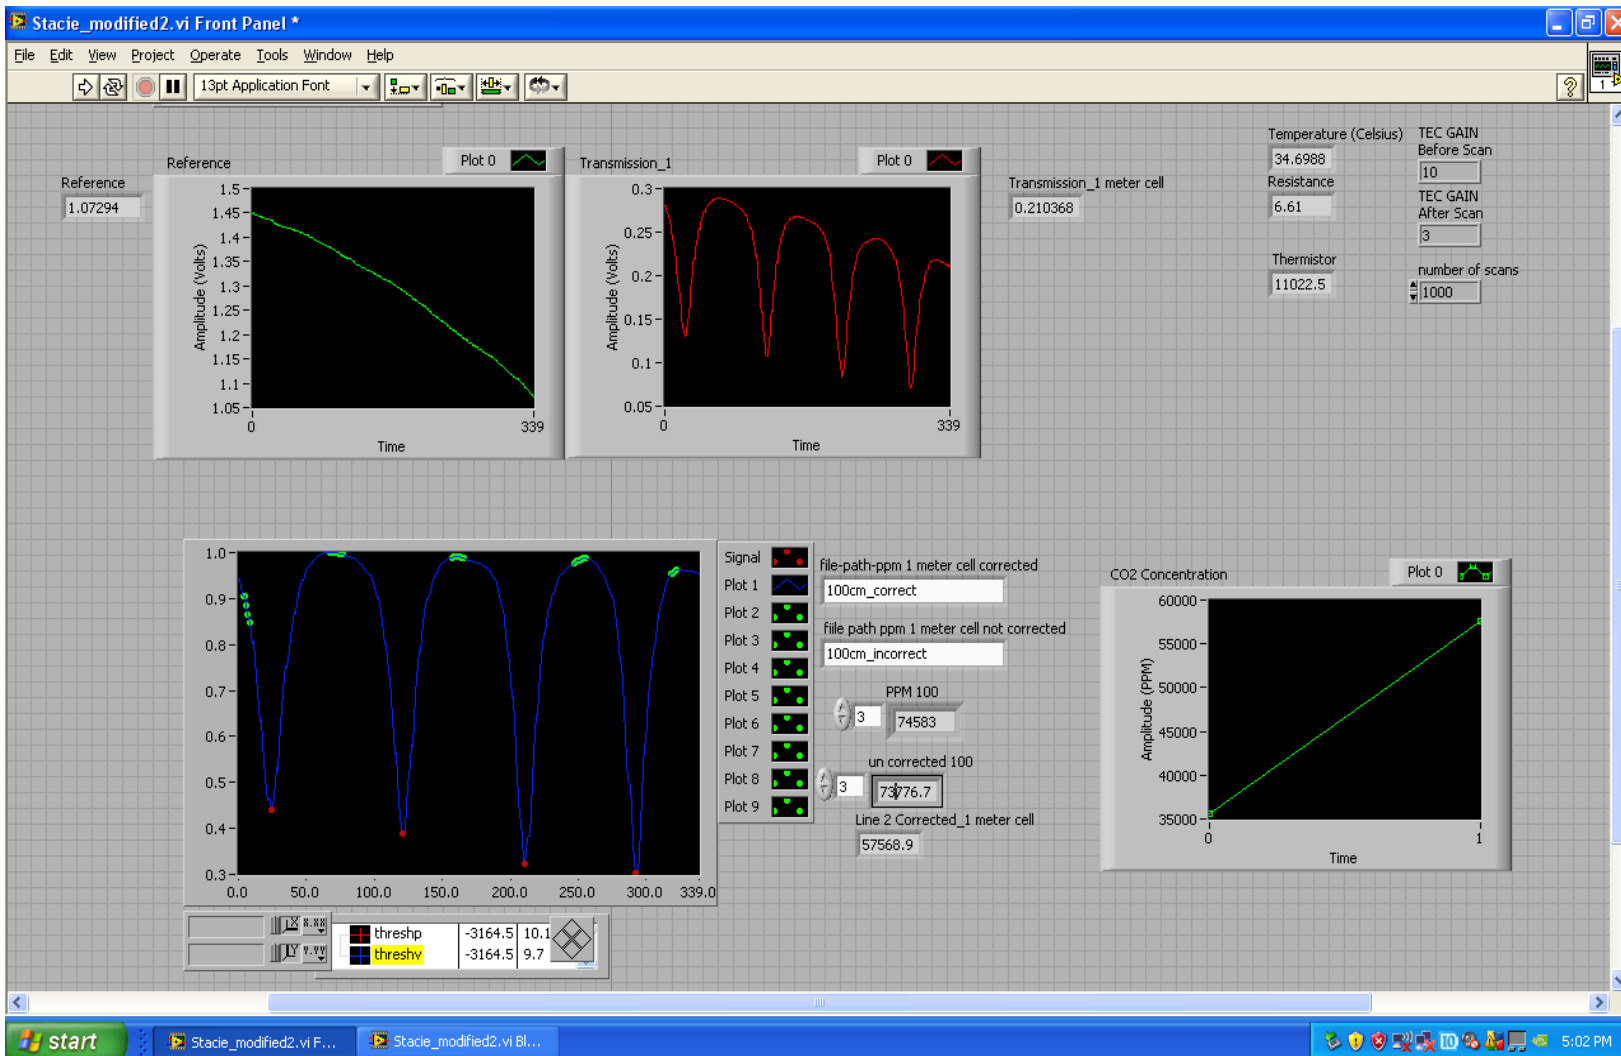 Stacie_modified2.vi Front Panel *
File Edit View Project Operate Tools Window Help
13pt Application Font
1
Reference
1.07294
Reference
Plot 0
1.5
1.45
1.4
1.35
1.3
1.25
1.2
1.15
1.1
1.05
Amplitude (Volts)
0
339
Time
Transmission_1
Plot 0
0.3
0.25
0.2
0.15
0.1
0.05
Amplitude (Volts)
0
339
Time
Transmission_1 meter cell
0.210368
Temperature (Celsius)
34.6988
Resistance
6.61
Thermistor
11022.5
TEC GAIN
Before Scan
10
TEC GAIN
After Scan
3
number of scans
1000
1.0
0.9
0.8
0.7
0.6
0.5
0.4
0.3
0.0 50.0 100.0 150.0 200.0 250.0 300.0 339.0
Signal
Plot 1
Plot 2
Plot 3
Plot 4
Plot 5
Plot 6
Plot 7
Plot 8
Plot 9
file-path-ppm 1 meter cell corrected
100cm_correct
fiile path ppm 1 meter cell not corrected
100cm_incorrect
PPM 100
3 74583
un corrected 100
3 73776.7
Line 2 Corrected_1 meter cell
57568.9
CO2 Concentration
Plot 0
60000
55000
50000
45000
40000
35000
Amplitude (PPM)
0
1
Time
X X.XX
Y Y.YY
threshp -3164.5 10.1
threshv -3164.5 9.7
start
Stacie_modified2.vi F...
Stacie_modified2.vi Bl...
5:02 PM